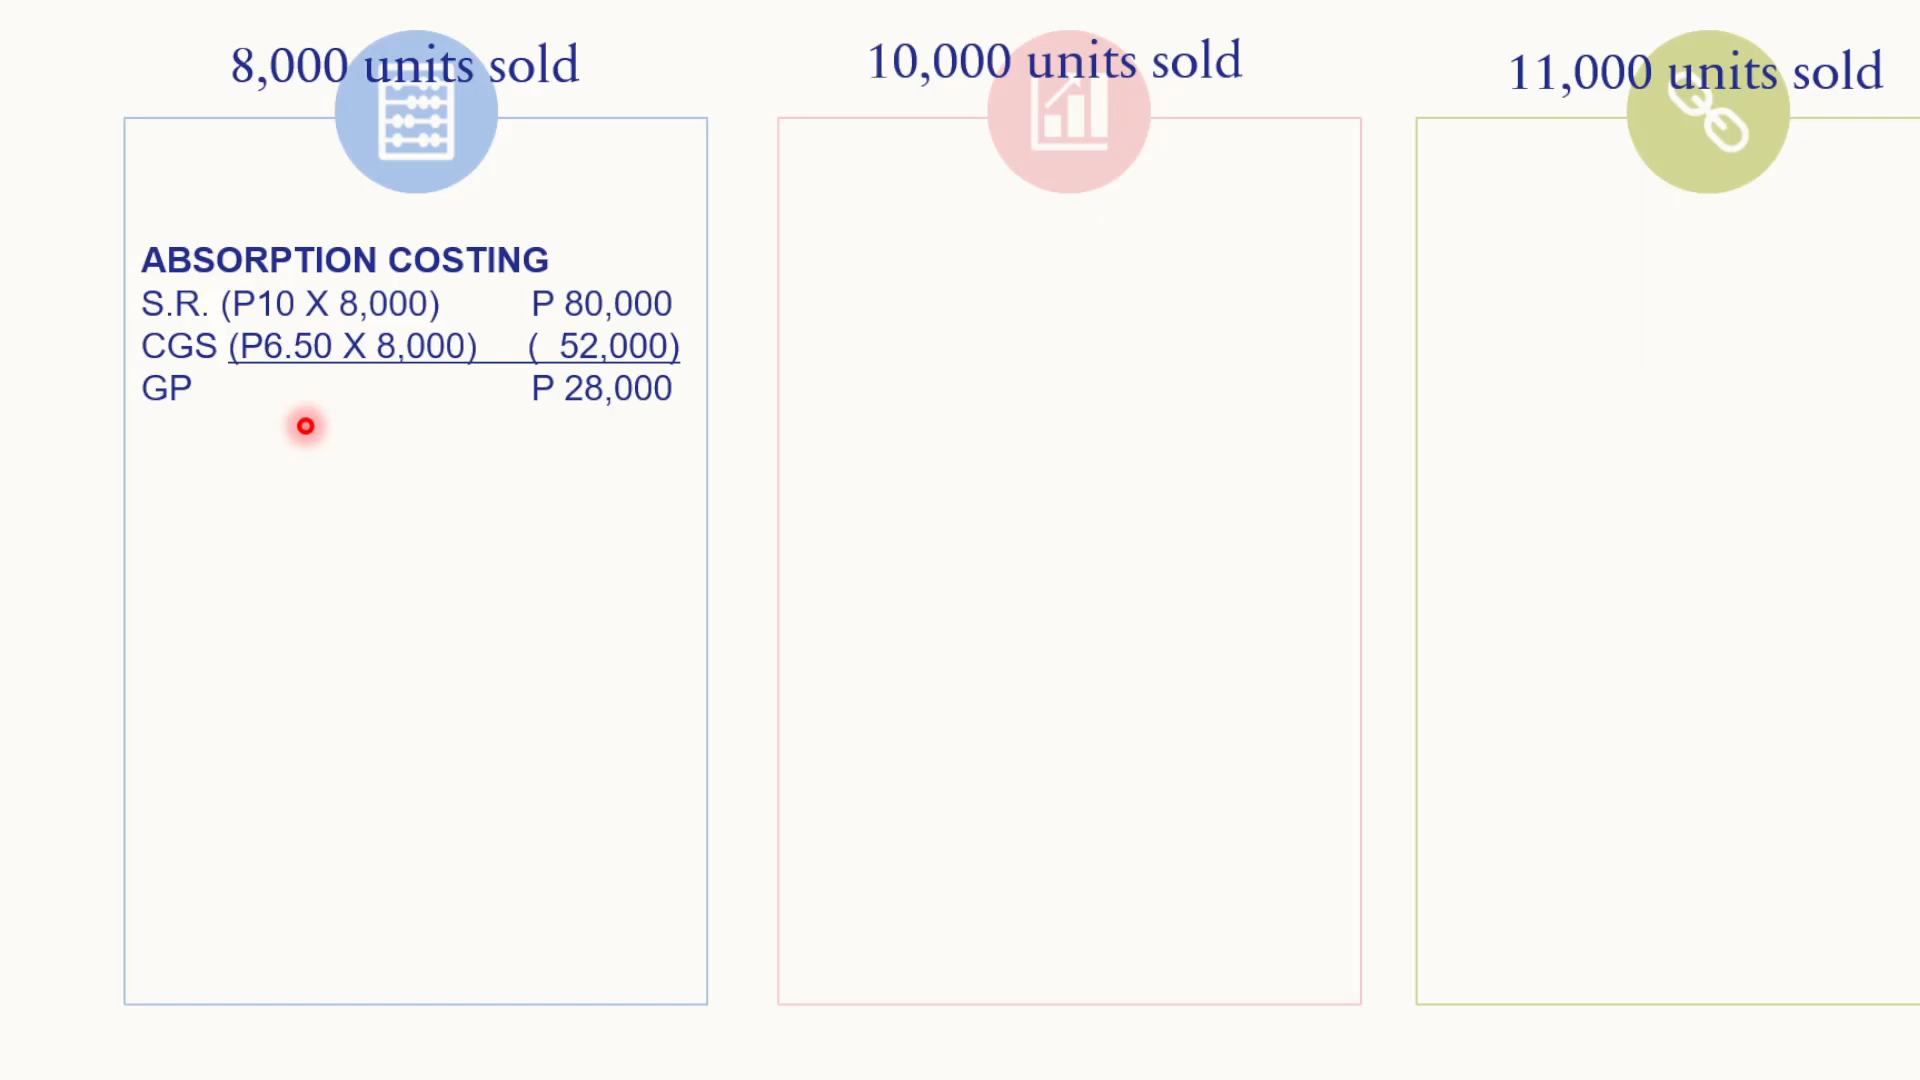 8,000 units sold
10,000 units sold
11,000 units sold
ABSORPTION COSTING
S.R. (P10 X 8,000) P 80,000
CGS (P6.50 X 8,000) ( 52,000)
GP P 28,000